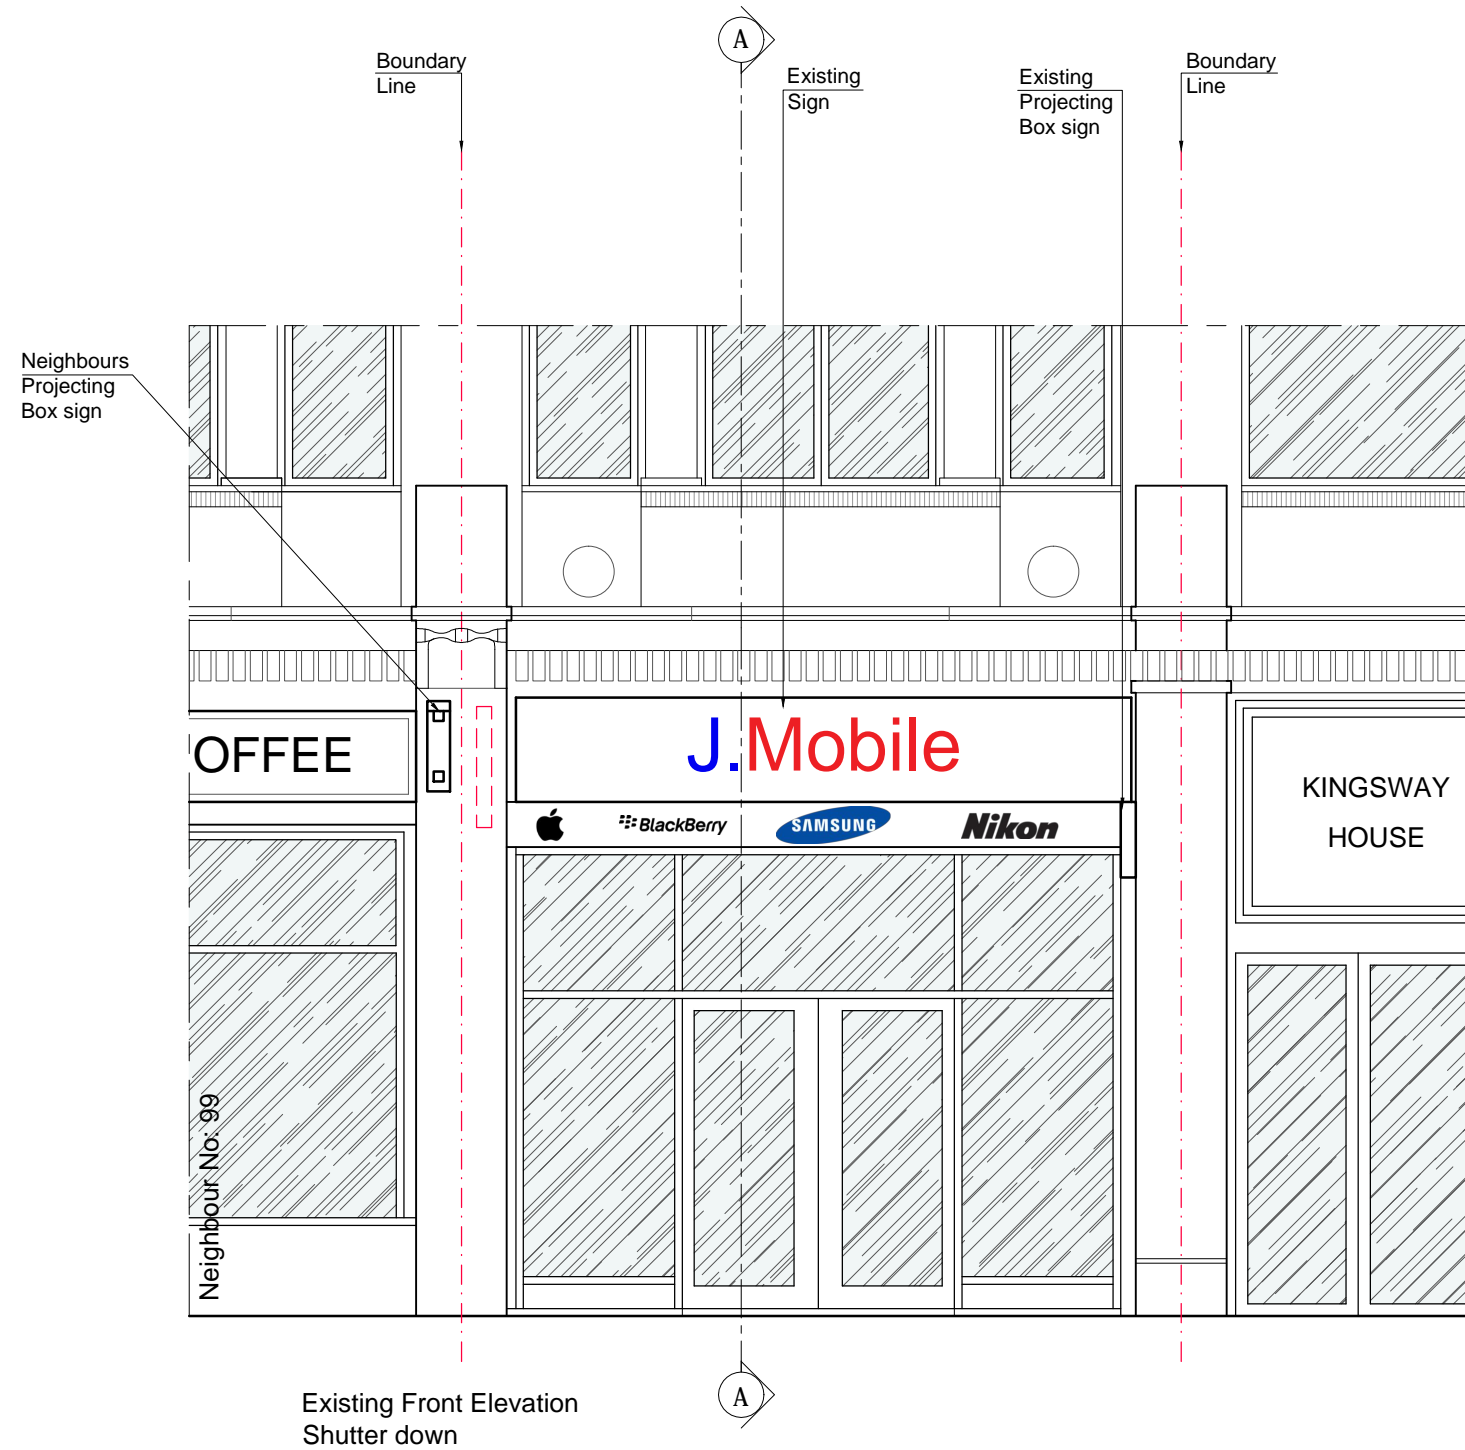 A
Boundary
Line
Existing
Sign
Existing
Projecting
Box sign
Boundary
Line
Neighbours
Projecting
Box sign
OFFEE
J.Mobile
BlackBerry
SAMSUNG
Nikon
KINGSWAY
HOUSE
Neighbour No: 99
A
Existing Front Elevation
Shutter down